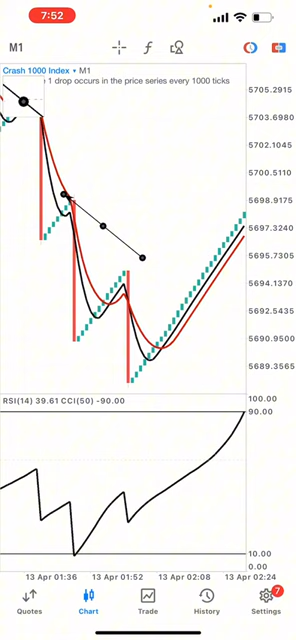 7:52
M1
Crash 1000 Index • M1
1 drop occurs in the price series every 1000 ticks
5705.2915
5703.6980
5702.1045
5700.5110
5698.9175
5697.3240
5695.7305
5694.1370
5692.5435
5690.9500
5689.3565
RSI(14) 39.61 CCI(50) -90.00
100.00
90.00
10.00
0.00
13 Apr 01:36
13 Apr 01:52
13 Apr 02:08
13 Apr 02:24
7
Quotes
Chart
Trade
History
Settings